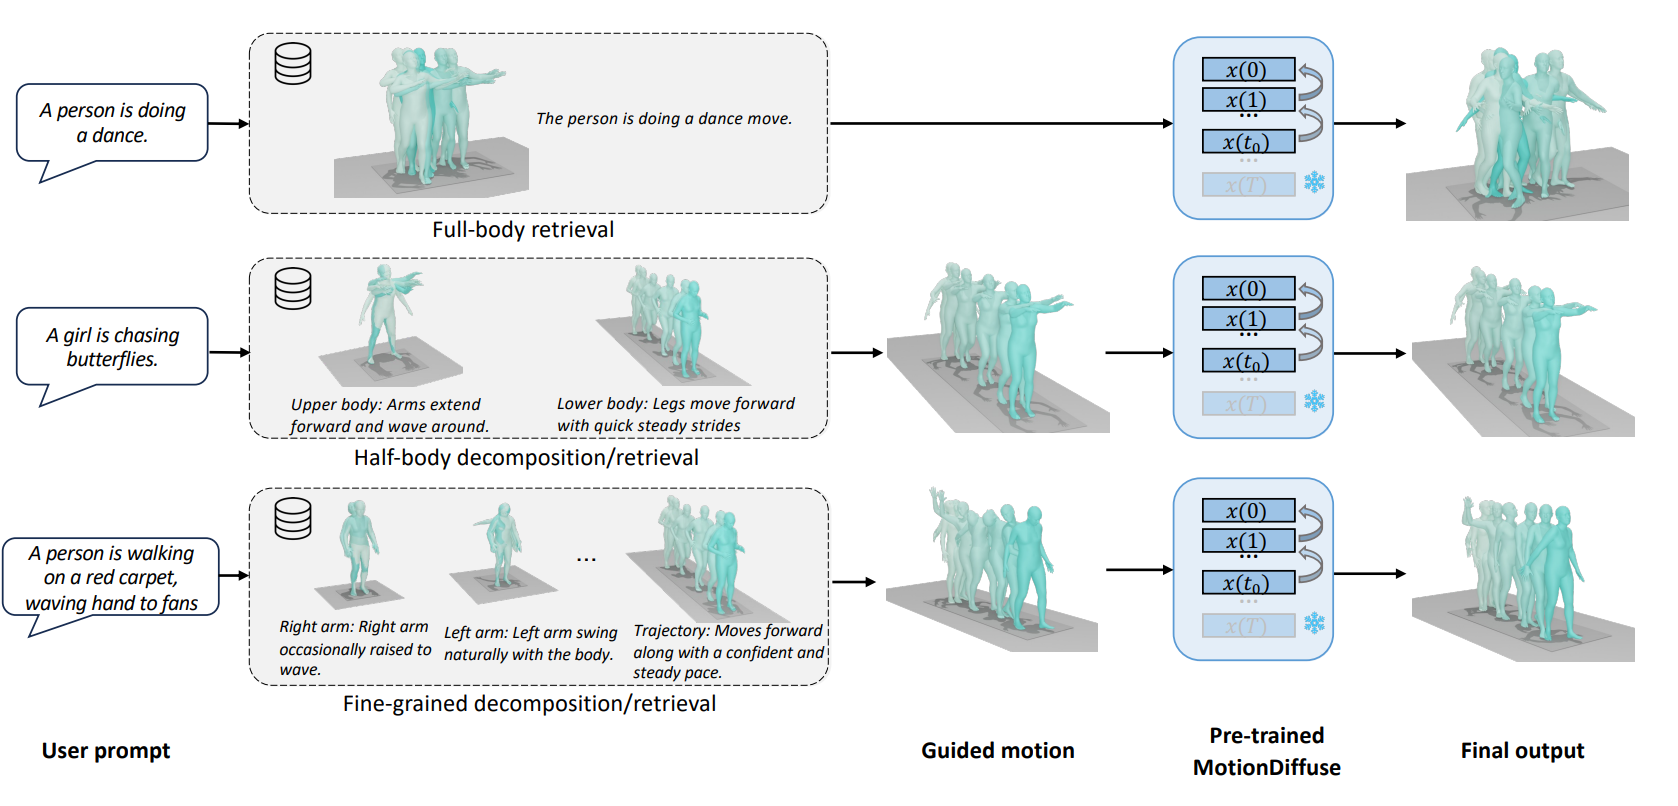 A person is doing
a dance.
The person is doing a dance move.
x(0)
x(1)
...
x(t₀)
...
x(T)
Full-body retrieval
A girl is chasing
butterflies.
Upper body: Arms extend
forward and wave around.
Lower body: Legs move forward
with quick steady strides
x(0)
x(1)
...
x(t₀)
...
x(T)
Half-body decomposition/retrieval
A person is walking
on a red carpet,
waving hand to fans
...
Right arm: Right arm
occasionally raised to
wave.
Left arm: Left arm swing
naturally with the body.
Trajectory: Moves forward
along with a confident and
steady pace.
x(0)
x(1)
...
x(t₀)
...
x(T)
Fine-grained decomposition/retrieval
User prompt
Guided motion
Pre-trained
MotionDiffuse
Final output